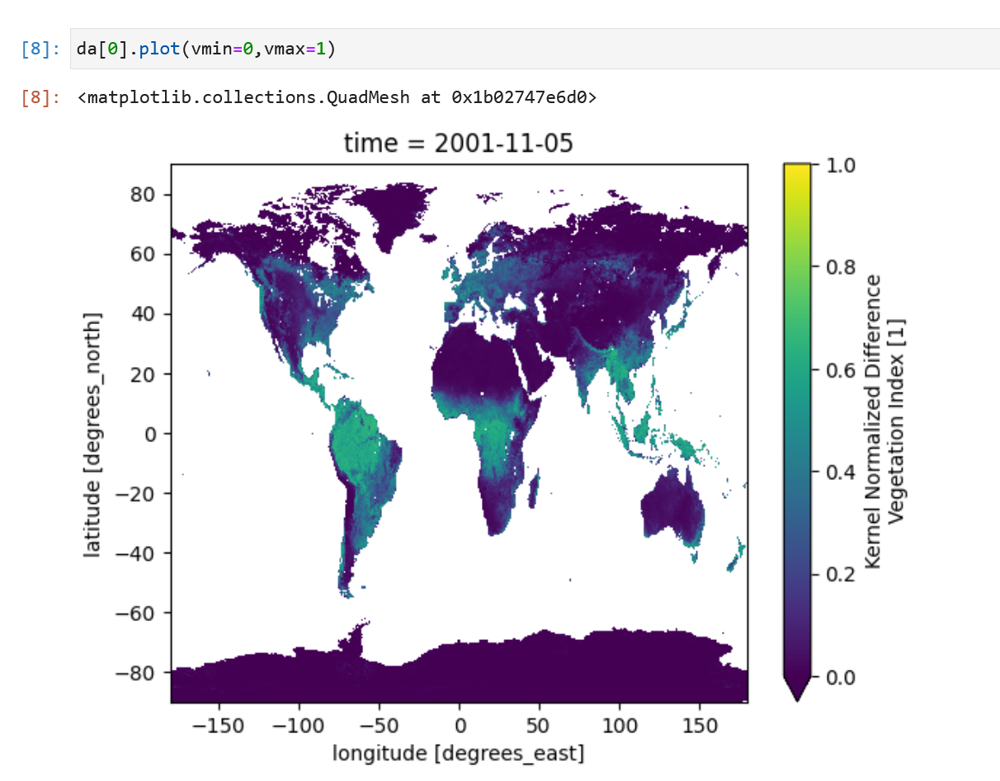 [8]: da[0].plot(vmin=0,vmax=1)
[8]: <matplotlib.collections.QuadMesh at 0x1b02747e6d0>
time = 2001-11-05
latitude [degrees_north]
80
60
40
20
0
−20
−40
−60
−80
−150 −100 −50 0 50 100 150
longitude [degrees_east]
1.0
0.8
0.6
0.4
0.2
0.0
Kernel Normalized Difference
Vegetation Index [1]